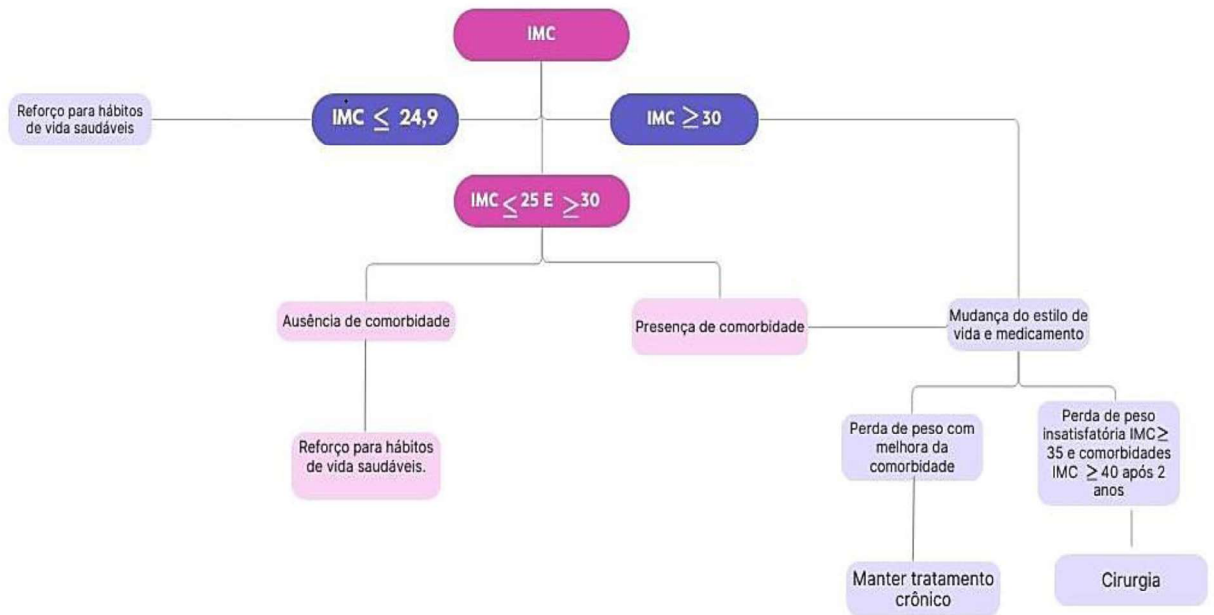 IMC
Reforço para hábitos
de vida saudáveis
IMC ≤ 24,9
IMC ≥ 30
IMC ≤ 25 E ≥ 30
Ausência de comorbidade
Presença de comorbidade
Mudança do estilo de
vida e medicamento
Reforço para hábitos
de vida saudáveis.
Perda de peso com
melhora da
comorbidade
Perda de peso
insatisfatória IMC≥
35 e comorbidades
IMC ≥ 40 após 2
anos
Manter tratamento
crônico
Cirurgia